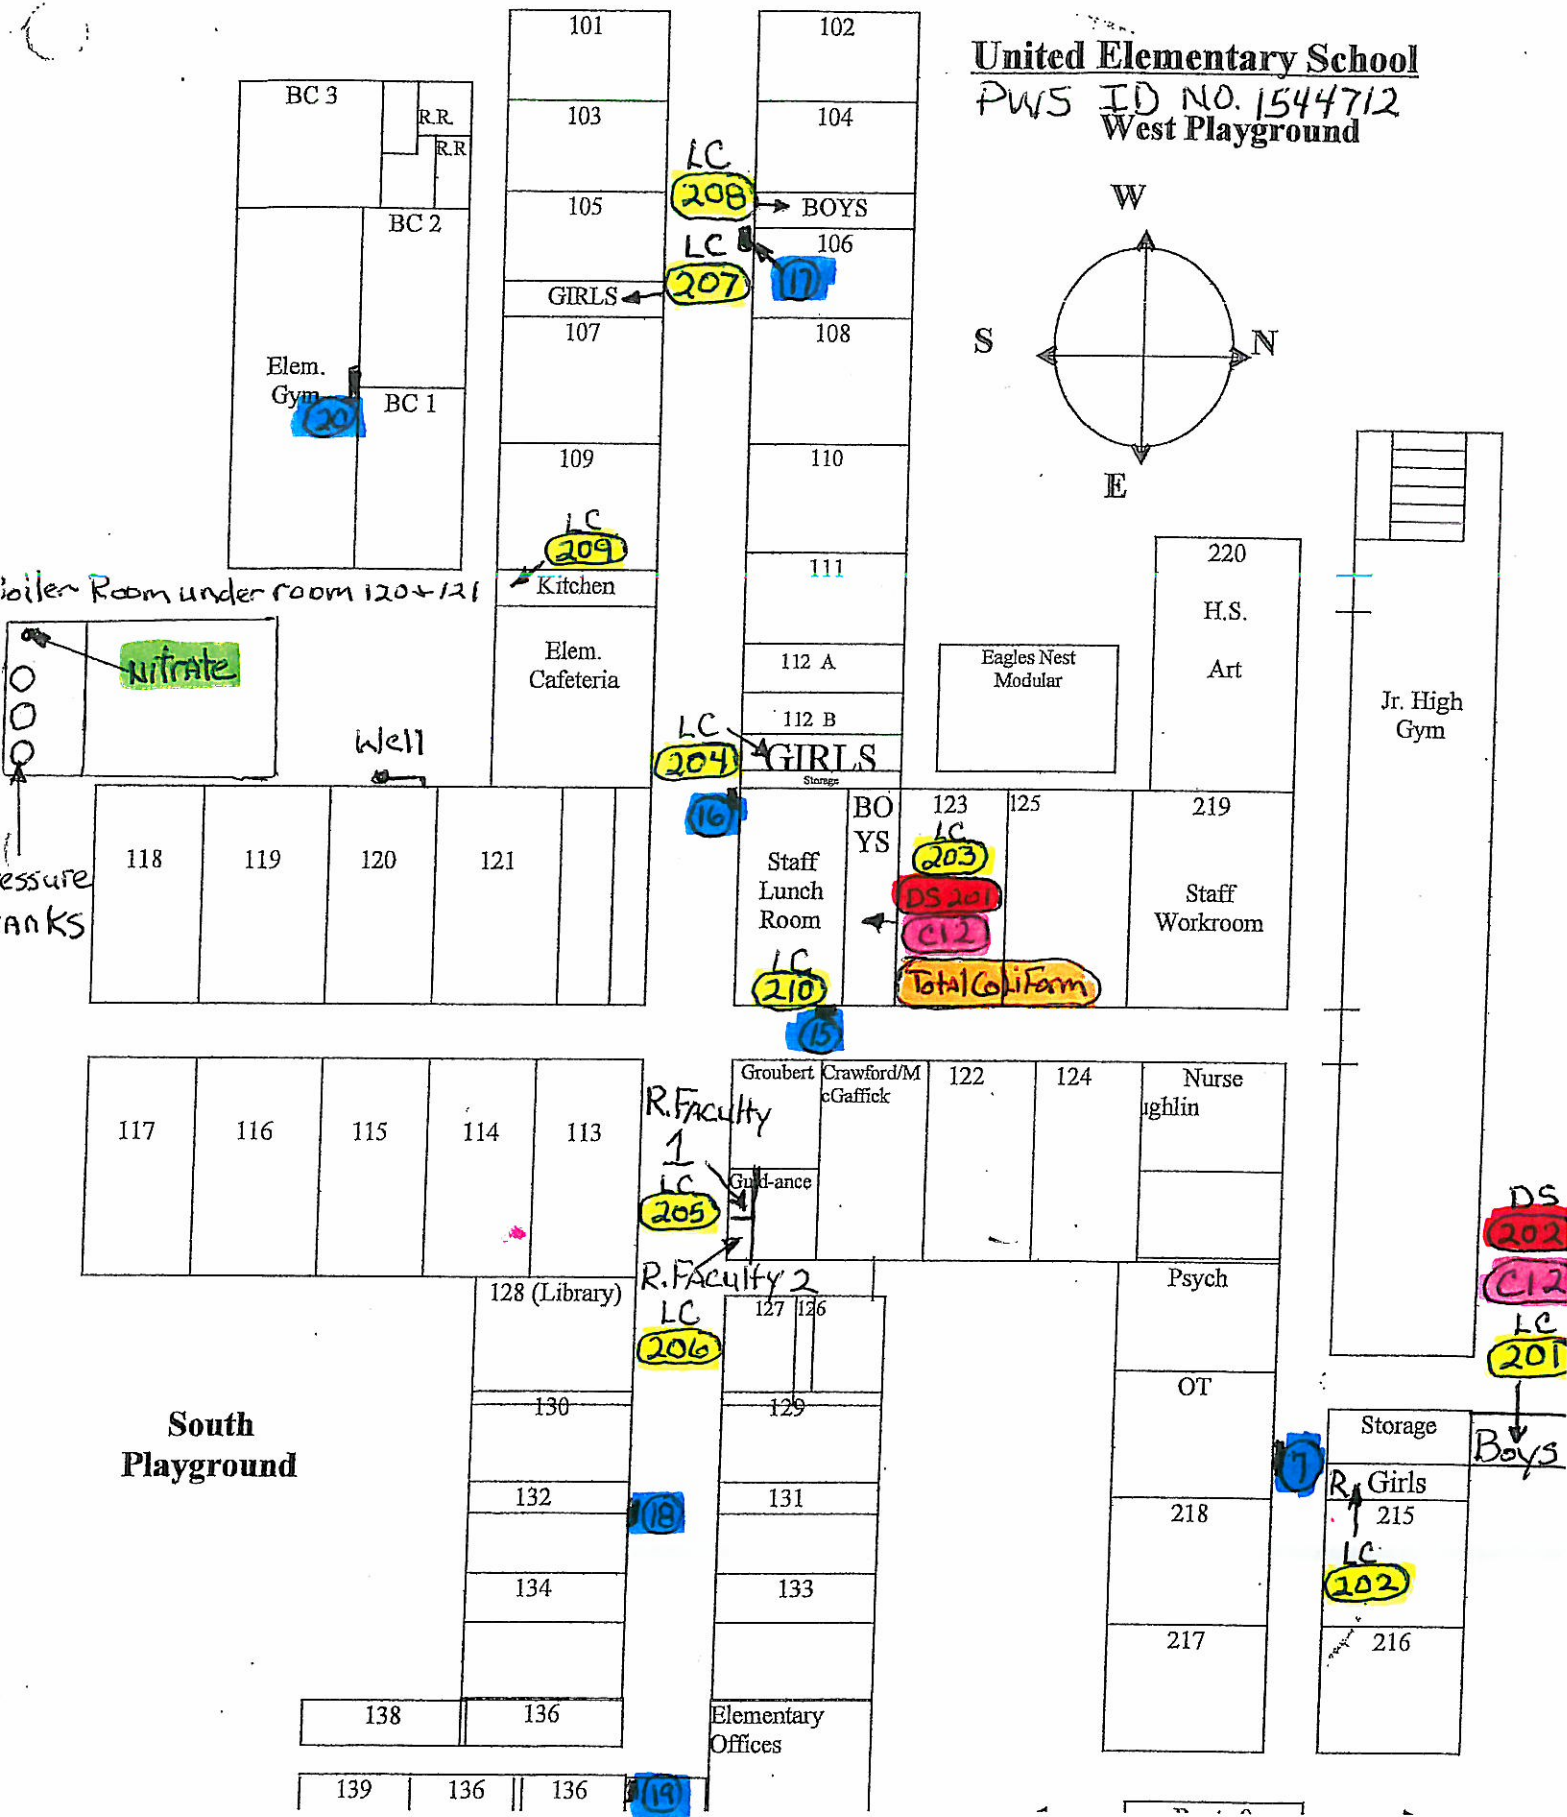 United Elementary School
PWS ID NO. 1544712
West Playground
W
S
N
E
101
102
BC 3
R.R.
R.R
103
104
LC
208
BOYS
105
BC 2
106
LC
207
17
GIRLS
107
108
Elem.
Gym
20
BC 1
109
110
LC
209
Kitchen
111
220
H.S.
Art
Boiler Room under room 120 + 121
NITrATE
Elem.
Cafeteria
112 A
Eagles Nest
Modular
Jr. High
Gym
112 B
Well
LC
204
GIRLS
Storage
16
BO
YS
123
125
219
LC
203
118
119
120
121
Staff
Lunch
Room
DS 201
C12
Staff
Workroom
LC
210
Total ColiForm
essure
ANKS
15
Groubert
Crawford/M
cGaffick
122
124
Nurse
ughlin
117
116
115
114
113
R. FAculty
1
LC
205
Guid-ance
R. FAculty 2
DS
202
C12
LC
201
128 (Library)
LC
206
127
126
Psych
South
Playground
130
129
OT
Storage
Boys
7
R.
Girls
132
18
131
218
215
LC
202
134
133
217
216
138
136
Elementary
Offices
139
136
136
19